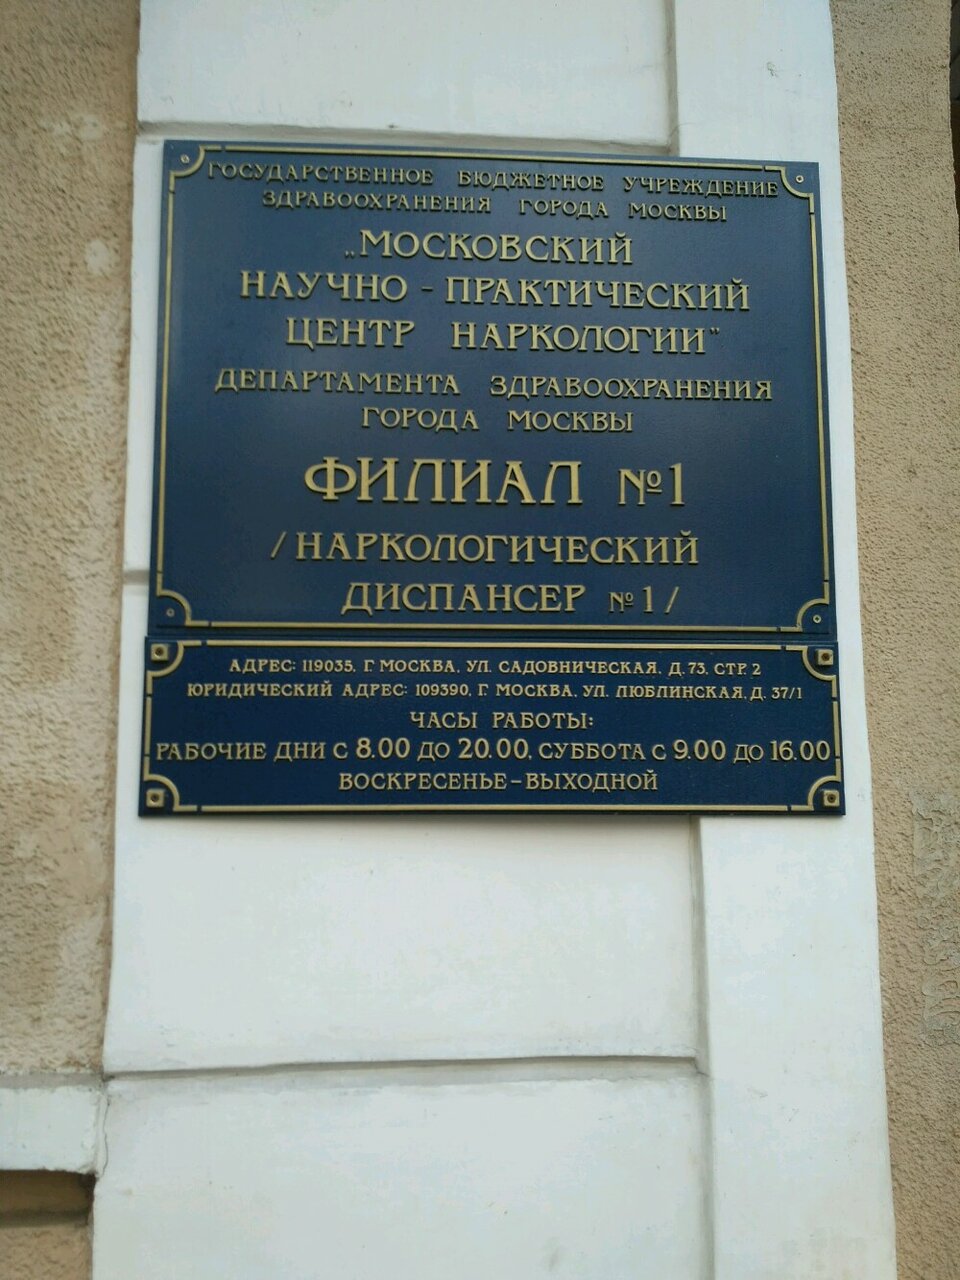 ГОСУДАРСТВЕННОЕ БЮДЖЕТНОЕ УЧРЕЖДЕНИЕ
ЗДРАВООХРАНЕНИЯ ГОРОДА МОСКВЫ
„МОСКОВСКИЙ
НАУЧНО - ПРАКТИЧЕСКИЙ
ЦЕНТР НАРКОЛОГИИ"
ДЕПАРТАМЕНТА ЗДРАВООХРАНЕНИЯ
ГОРОДА МОСКВЫ
ФИЛИАЛ №1
/НАРКОЛОГИЧЕСКИЙ
ДИСПАНСЕР №1/
АДРЕС: 119035, Г. МОСКВА, УЛ. САДОВНИЧЕСКАЯ, Д. 73, СТР. 2
ЮРИДИЧЕСКИЙ АДРЕС: 109390, Г. МОСКВА, УЛ. ЛЮБЛИНСКАЯ, Д. 37/1
ЧАСЫ РАБОТЫ:
РАБОЧИЕ ДНИ С 8.00 ДО 20.00, СУББОТА С 9.00 ДО 16.00
ВОСКРЕСЕНЬЕ – ВЫХОДНОЙ